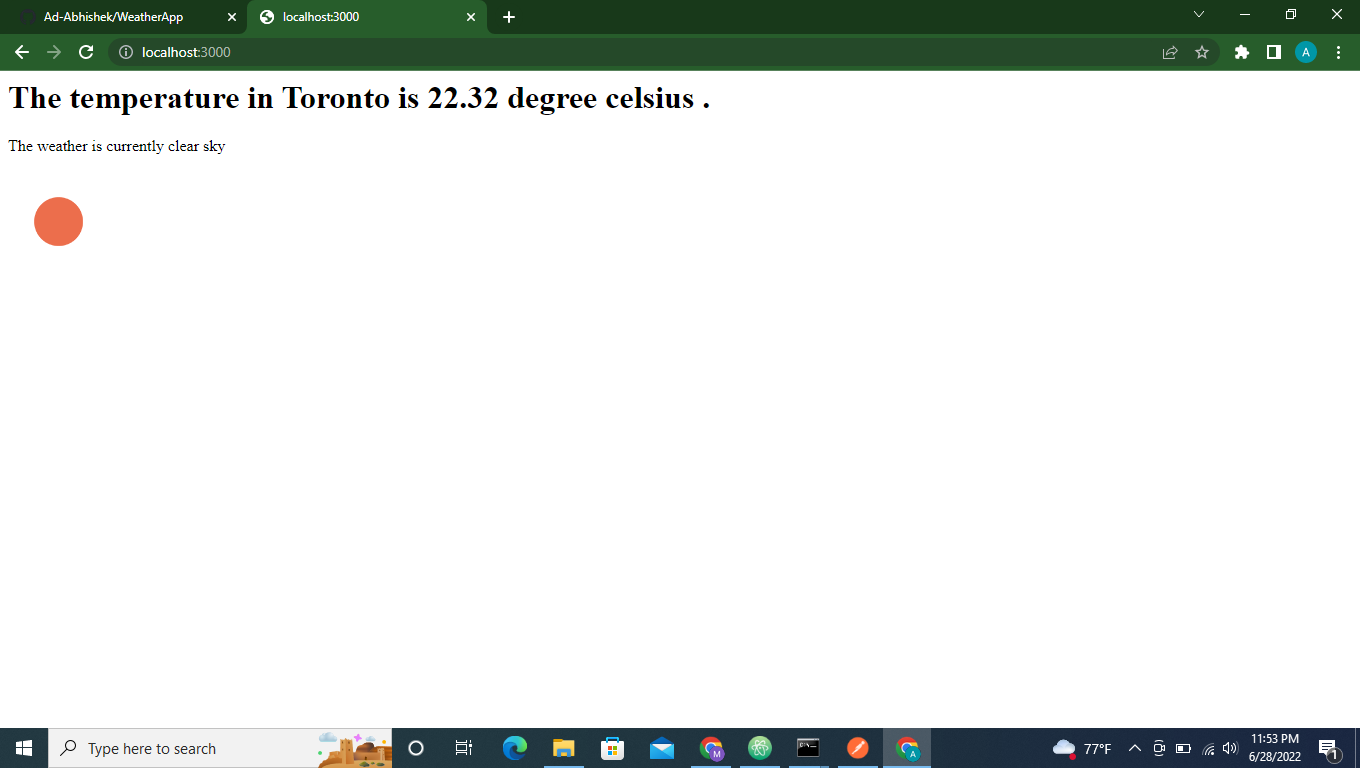 Ad-Abhishek/WeatherApp
localhost:3000
localhost:3000
A
The temperature in Toronto is 22.32 degree celsius .
The weather is currently clear sky
Type here to search
M
A
77°F
11:53 PM
6/28/2022
1